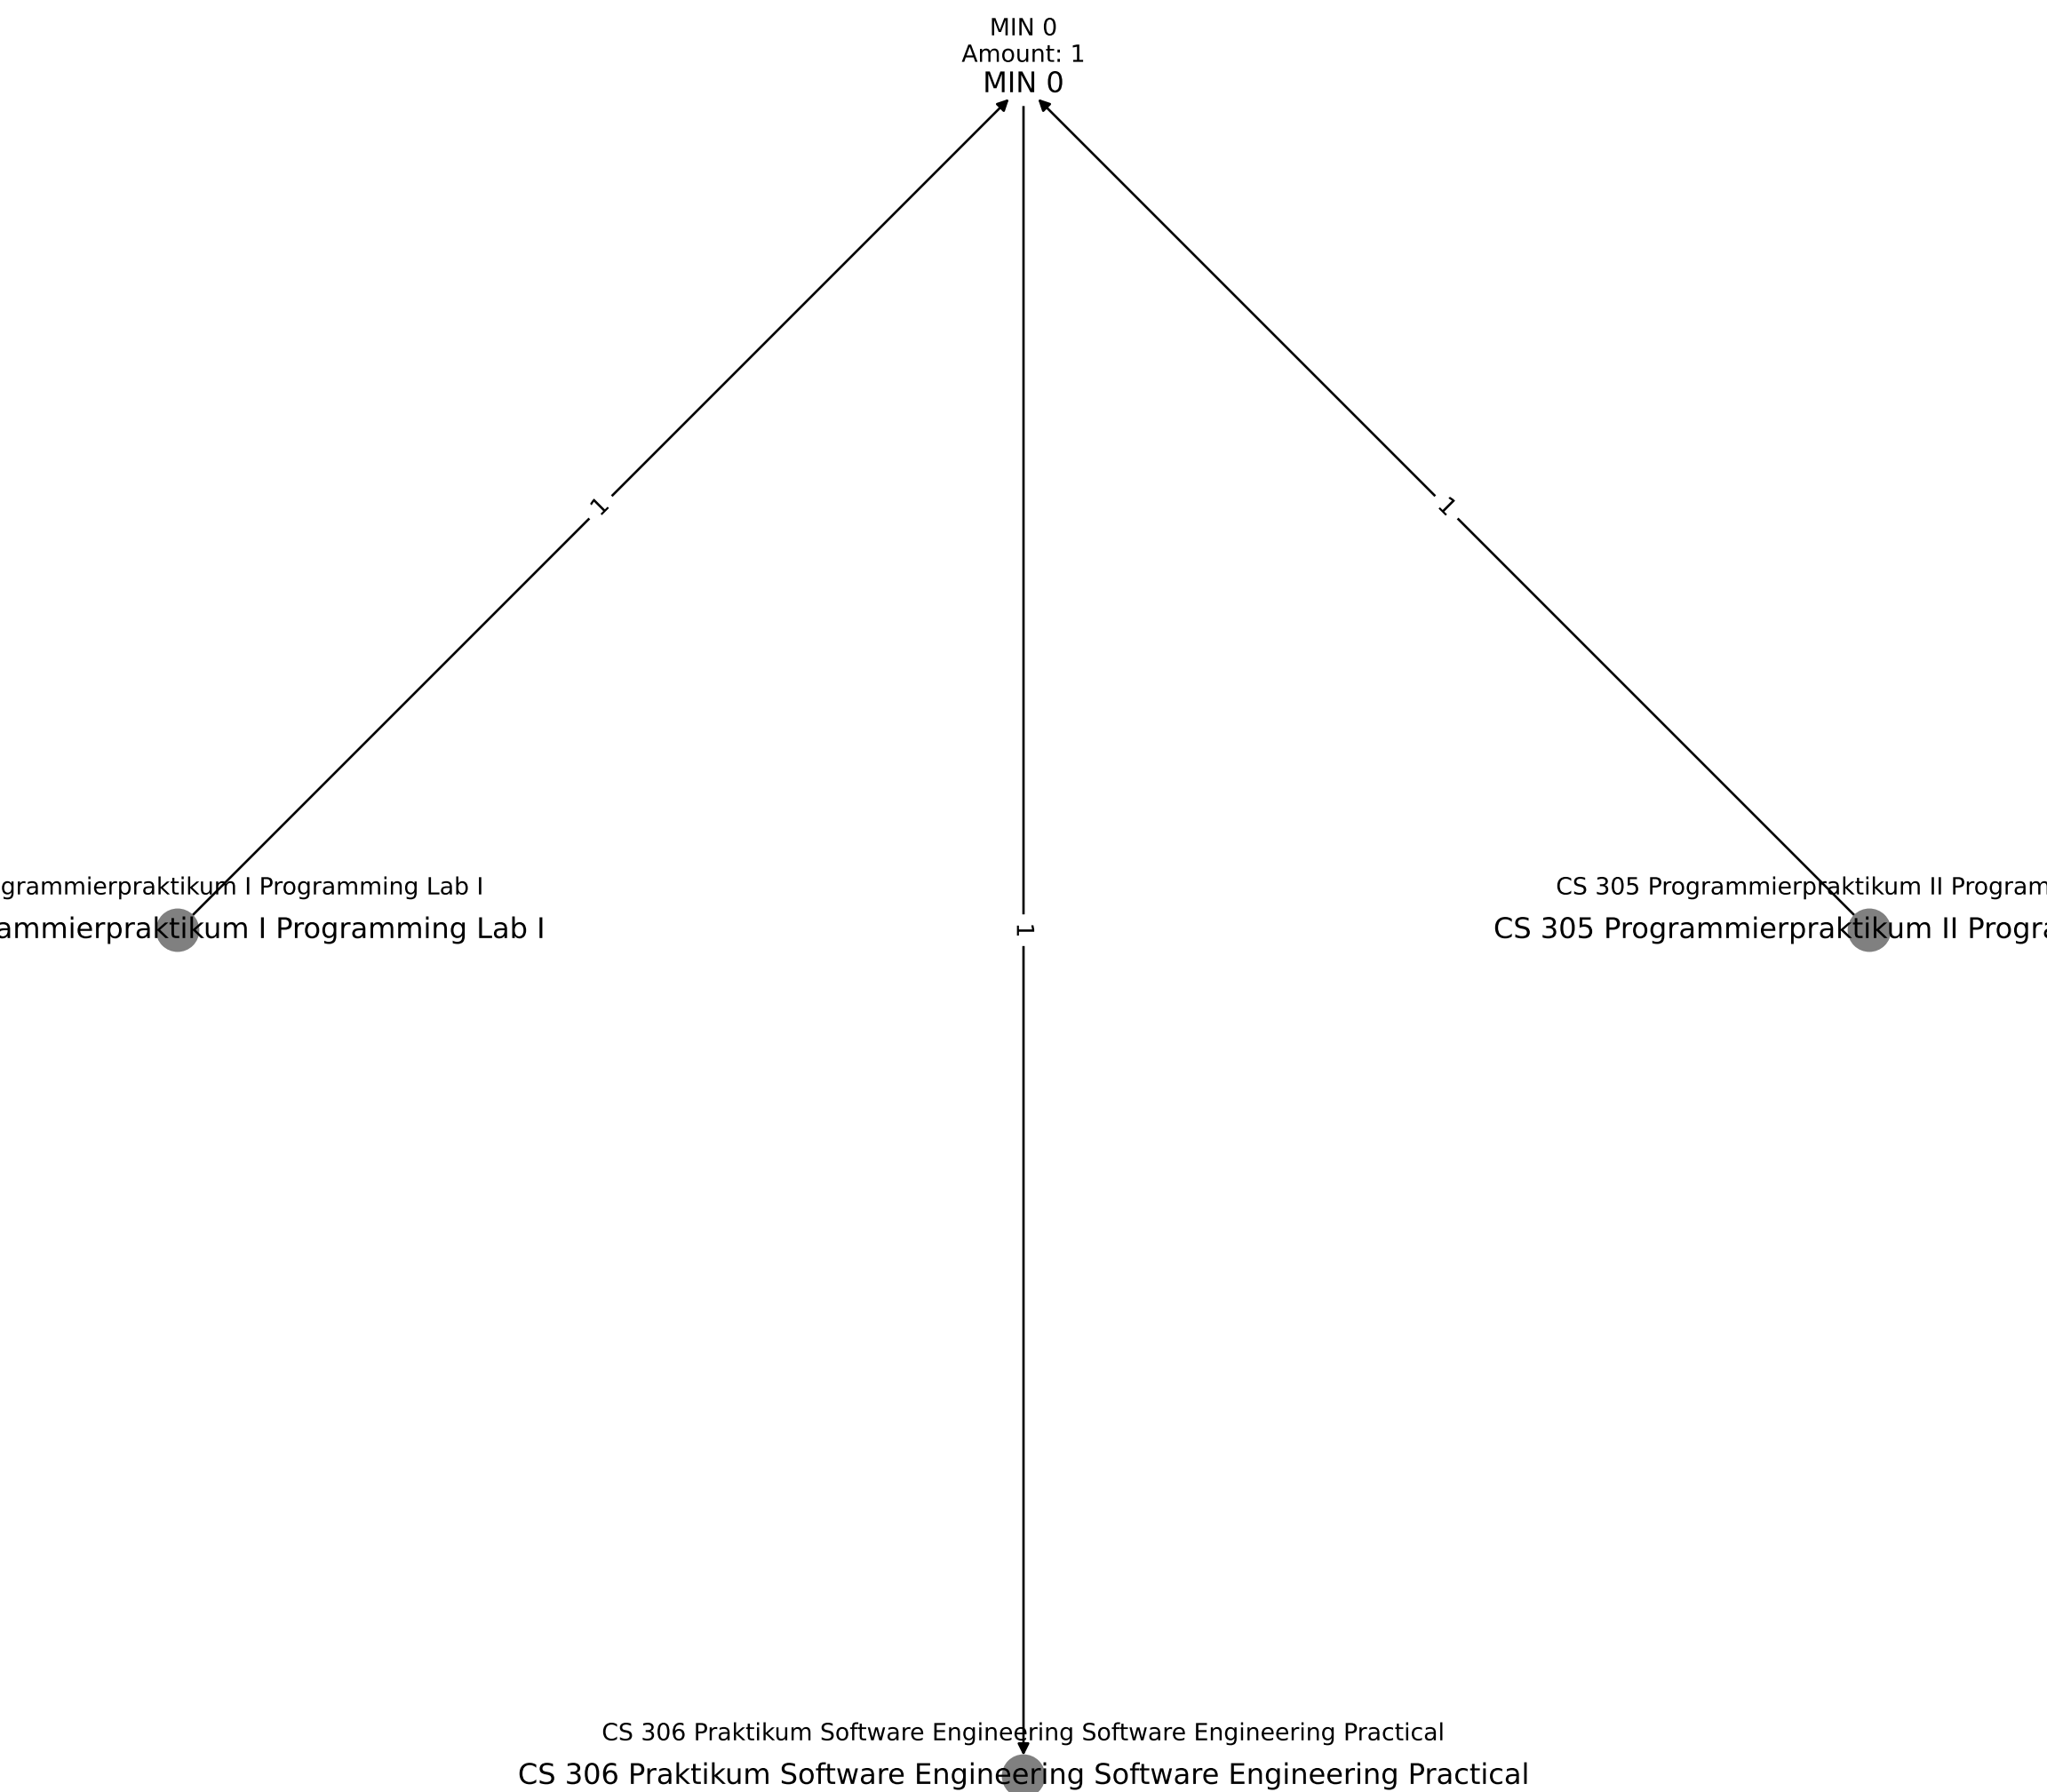 MIN 0
Amount: 1
MIN 0
1
1
grammierpraktikum I Programming Lab I
CS 305 Programmierpraktikum II Program
ammierpraktikum I Programming Lab I
CS 305 Programmierpraktikum II Progra
1
CS 306 Praktikum Software Engineering Software Engineering Practical
CS 306 Praktikum Software Engineering Software Engineering Practical